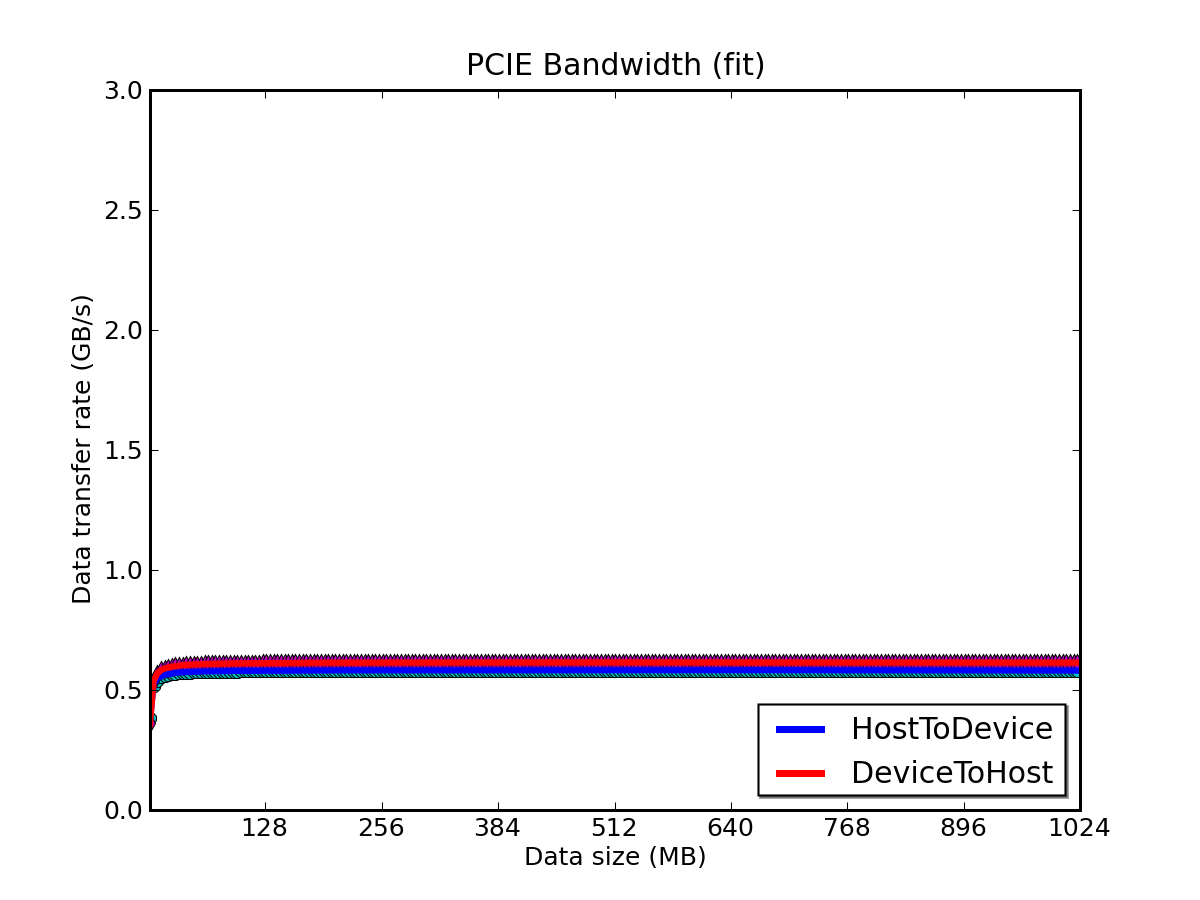 PCIE Bandwidth (fit)
3.0
2.5
2.0
1.5
1.0
0.5
0.0
Data transfer rate (GB/s)
HostToDevice
DeviceToHost
128 256 384 512 640 768 896 1024
Data size (MB)